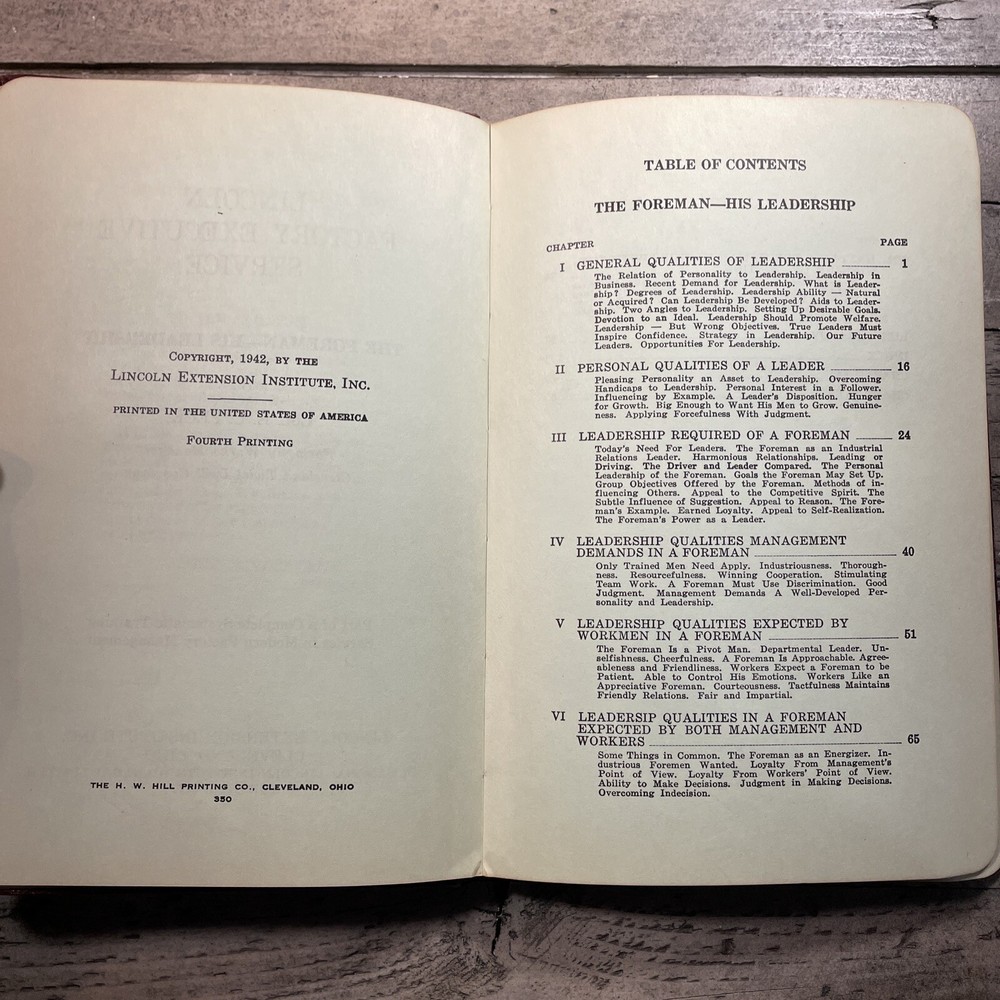 COPYRIGHT, 1942, BY THE
LINCOLN EXTENSION INSTITUTE, INC.
PRINTED IN THE UNITED STATES OF AMERICA
FOURTH PRINTING
THE H. W. HILL PRINTING CO., CLEVELAND, OHIO
350
TABLE OF CONTENTS
THE FOREMAN—HIS LEADERSHIP
CHAPTER PAGE
I GENERAL QUALITIES OF LEADERSHIP 1
The Relation of Personality to Leadership. Leadership in
Business. Recent Demand for Leadership. What is Leader-
ship? Degrees of Leadership. Leadership Ability — Natural
or Acquired? Can Leadership Be Developed? Aids to Leader-
ship. Two Angles to Leadership. Setting Up Desirable Goals.
Devotion to an Ideal. Leadership Should Promote Welfare.
Leadership — But Wrong Objectives. True Leaders Must
Inspire Confidence. Strategy in Leadership. Our Future
Leaders. Opportunities For Leadership.
II PERSONAL QUALITIES OF A LEADER 16
Pleasing Personality an Asset to Leadership. Overcoming
Handicaps to Leadership. Personal Interest in a Follower.
Influencing by Example. A Leader's Disposition. Hunger
for Growth. Big Enough to Want His Men to Grow. Genuine-
ness. Applying Forcefulness With Judgment.
III LEADERSHIP REQUIRED OF A FOREMAN 24
Today's Need For Leaders. The Foreman as an Industrial
Relations Leader. Harmonious Relationships. Leading or
Driving. The Driver and Leader Compared. The Personal
Leadership of the Foreman. Goals the Foreman May Set Up.
Group Objectives Offered by the Foreman. Methods of in-
fluencing Others. Appeal to the Competitive Spirit. The
Subtle Influence of Suggestion. Appeal to Reason. The Fore-
man's Example. Earned Loyalty. Appeal to Self-Realization.
The Foreman's Power as a Leader.
IV LEADERSHIP QUALITIES MANAGEMENT
DEMANDS IN A FOREMAN 40
Only Trained Men Need Apply. Industriousness. Thorough-
ness. Resourcefulness. Winning Cooperation. Stimulating
Team Work. A Foreman Must Use Discrimination. Good
Judgment. Management Demands A Well-Developed Per-
sonality and Leadership.
V LEADERSHIP QUALITIES EXPECTED BY
WORKMEN IN A FOREMAN 51
The Foreman Is a Pivot Man. Departmental Leader. Un-
selfishness. Cheerfulness. A Foreman Is Approachable. Agree-
ableness and Friendliness. Workers Expect a Foreman to be
Patient. Able to Control His Emotions. Workers Like an
Appreciative Foreman. Courteousness. Tactfulness Maintains
Friendly Relations. Fair and Impartial.
VI LEADERSIP QUALITIES IN A FOREMAN
EXPECTED BY BOTH MANAGEMENT AND
WORKERS 65
Some Things in Common. The Foreman as an Energizer. In-
dustrious Foremen Wanted. Loyalty From Management's
Point of View. Loyalty From Workers' Point of View.
Ability to Make Decisions. Judgment in Making Decisions.
Overcoming Indecision.